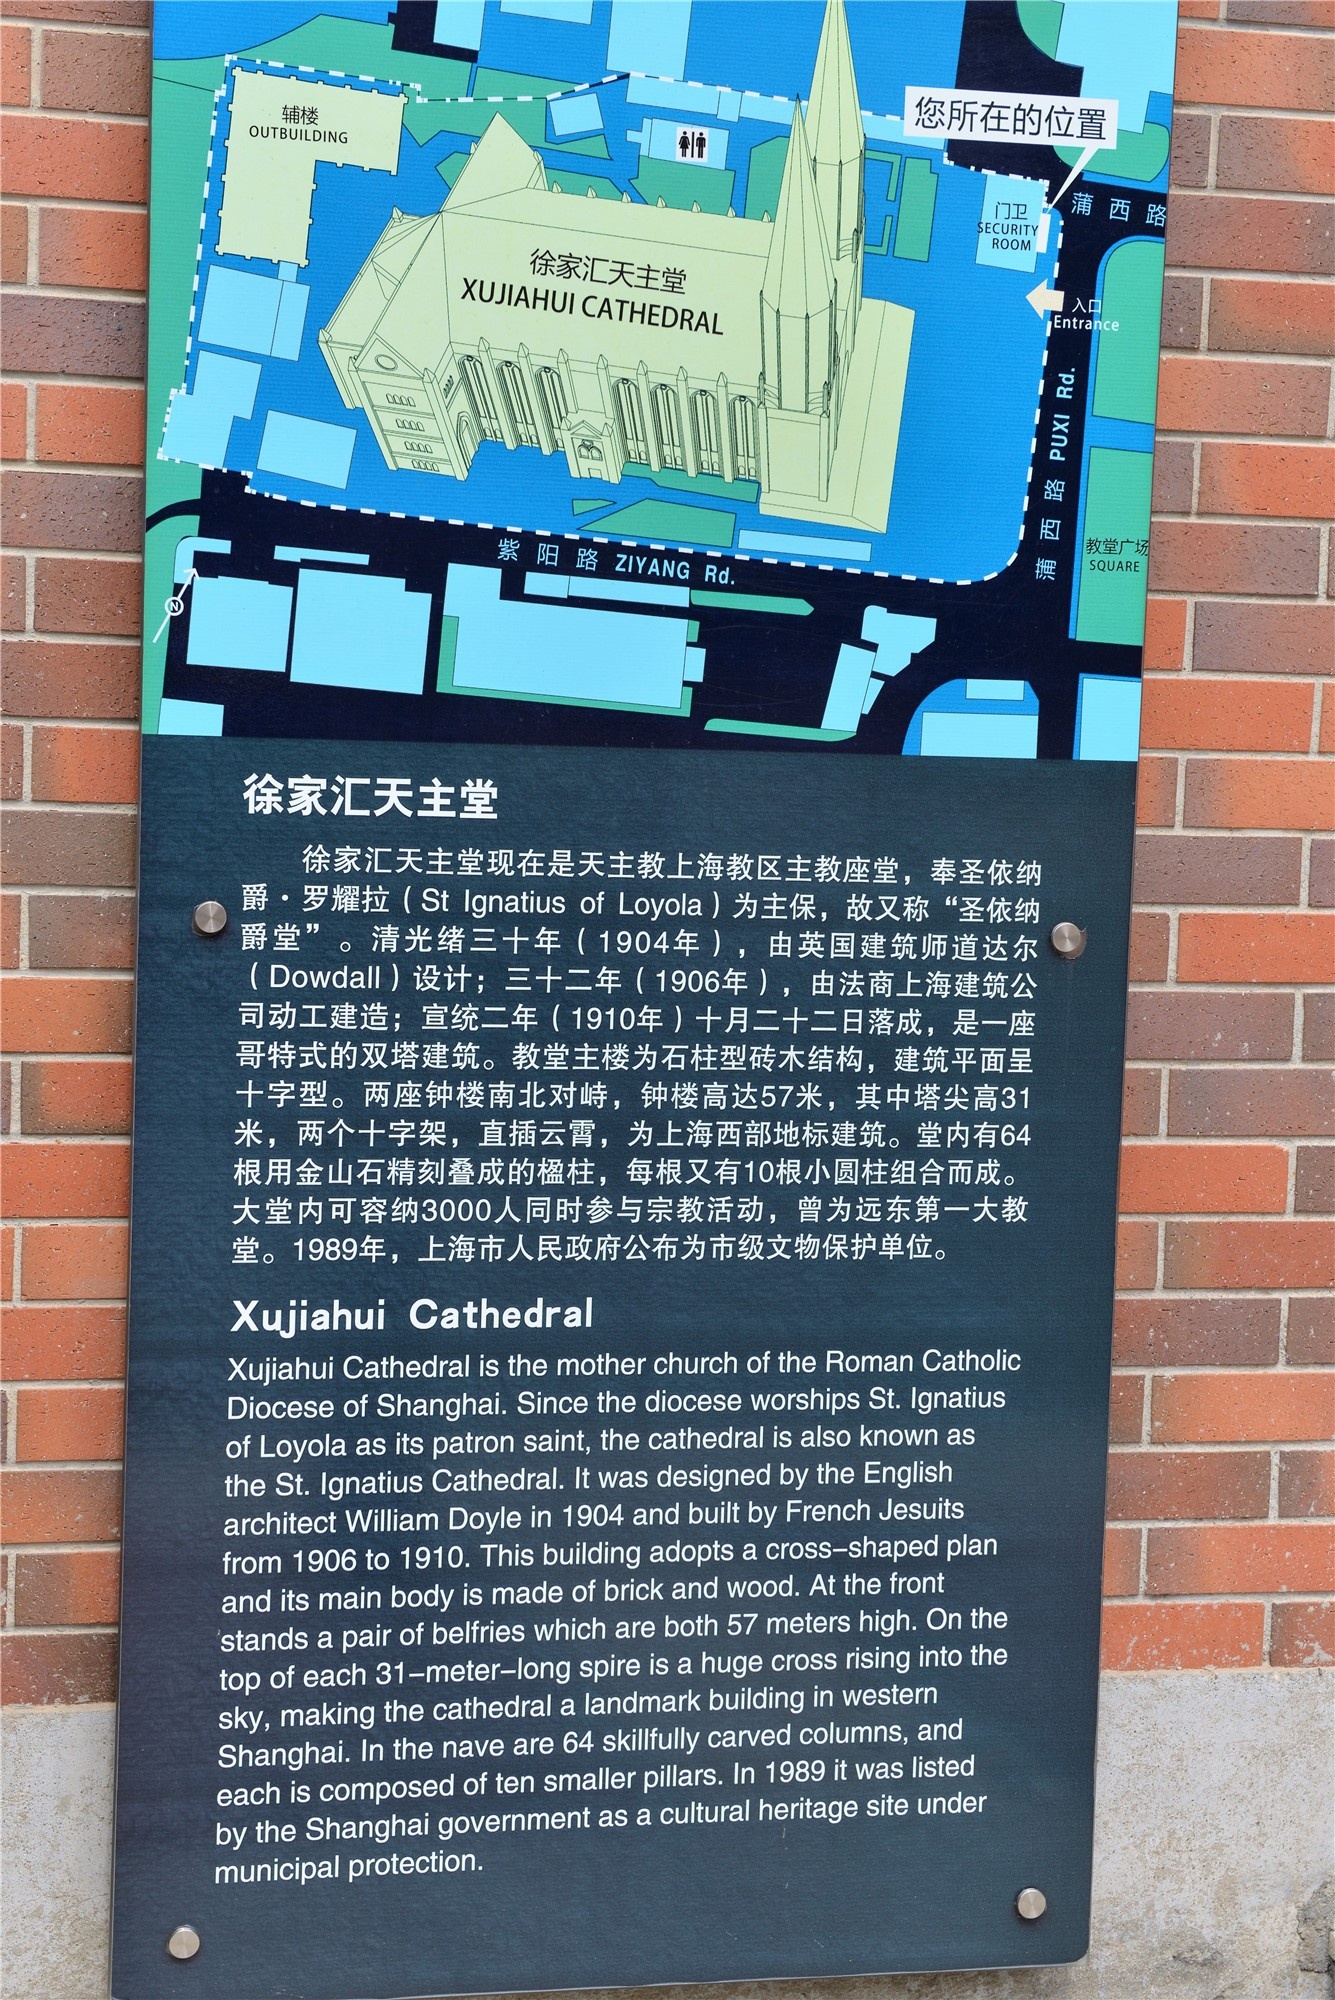 辅楼
OUTBUILDING
您所在的位置
蒲西路
门卫
SECURITY
ROOM
徐家汇天主堂
XUJIAHUI CATHEDRAL
入口
Entrance
蒲西路 PUXI Rd.
教堂广场
SQUARE
紫阳路 ZIYANG Rd.
N
徐家汇天主堂
徐家汇天主堂现在是天主教上海教区主教座堂，奉圣依纳
爵·罗耀拉（St Ignatius of Loyola）为主保，故又称“圣依纳
爵堂”。清光绪三十年（1904年），由英国建筑师道达尔
（Dowdall）设计；三十二年（1906年），由法商上海建筑公
司动工建造；宣统二年（1910年）十月二十二日落成，是一座
哥特式的双塔建筑。教堂主楼为石柱型砖木结构，建筑平面呈
十字型。两座钟楼南北对峙，钟楼高达57米，其中塔尖高31
米，两个十字架，直插云霄，为上海西部地标建筑。堂内有64
根用金山石精刻叠成的楹柱，每根又有10根小圆柱组合而成。
大堂内可容纳3000人同时参与宗教活动，曾为远东第一大教
堂。1989年，上海市人民政府公布为市级文物保护单位。
Xujiahui Cathedral
Xujiahui Cathedral is the mother church of the Roman Catholic
Diocese of Shanghai. Since the diocese worships St. Ignatius
of Loyola as its patron saint, the cathedral is also known as
the St. Ignatius Cathedral. It was designed by the English
architect William Doyle in 1904 and built by French Jesuits
from 1906 to 1910. This building adopts a cross-shaped plan
and its main body is made of brick and wood. At the front
stands a pair of belfries which are both 57 meters high. On the
top of each 31-meter-long spire is a huge cross rising into the
sky, making the cathedral a landmark building in western
Shanghai. In the nave are 64 skillfully carved columns, and
each is composed of ten smaller pillars. In 1989 it was listed
by the Shanghai government as a cultural heritage site under
municipal protection.